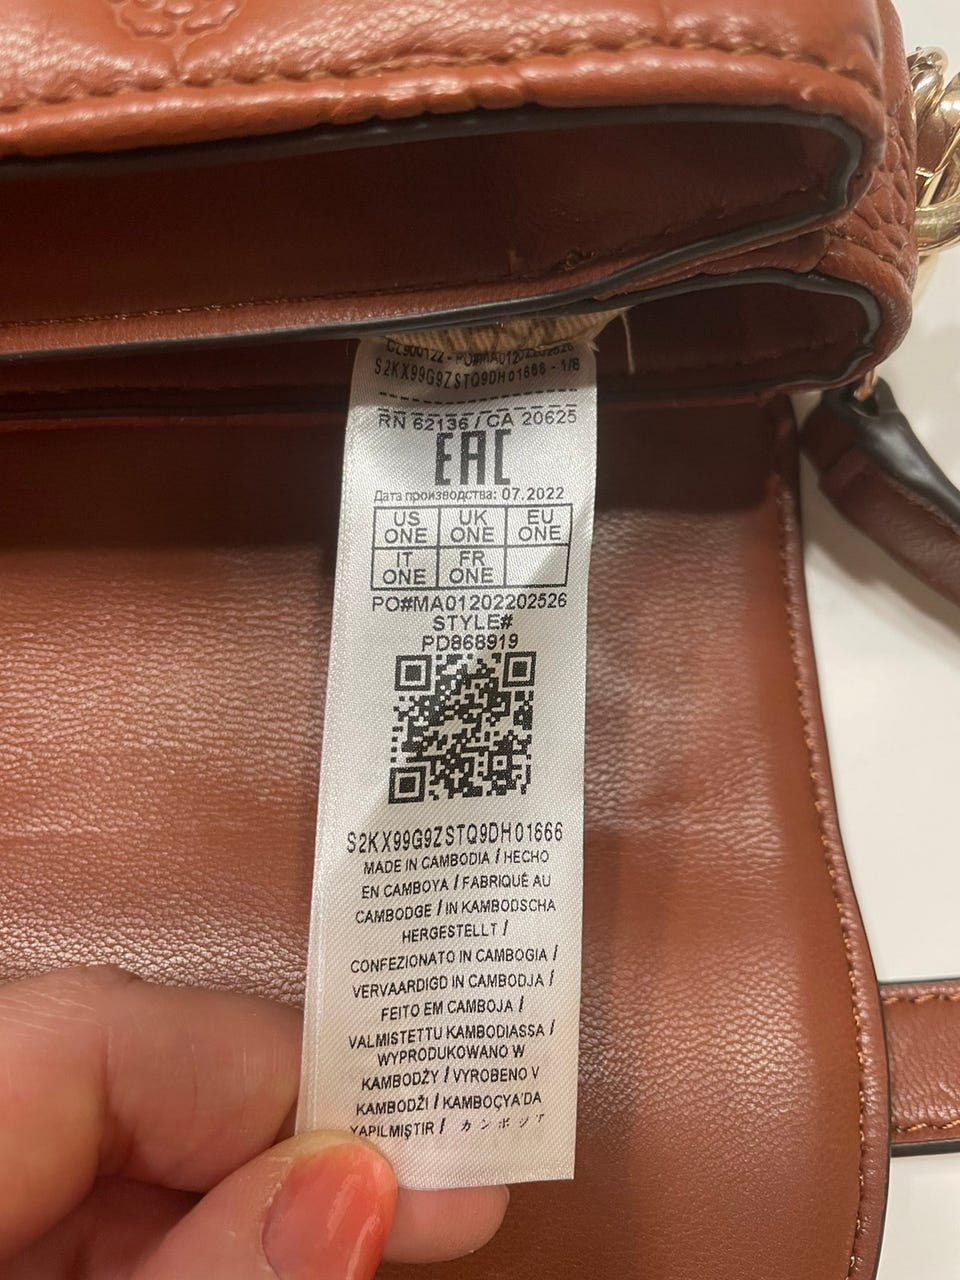 CL900122 - PO#MA01202202526
S2KX99G9ZSTQ9DH01666 - 1/8
RN 62136 / CA 20625
EAC
Дата производства: 07.2022
US ONE UK ONE EU ONE
IT ONE FR ONE
PO#MA01202202526
STYLE#
PD868919
S2KX99G9ZSTQ9DH01666
MADE IN CAMBODIA / HECHO
EN CAMBOYA / FABRIQUÉ AU
CAMBODGE / IN KAMBODSCHA
HERGESTELLT /
CONFEZIONATO IN CAMBOGIA /
VERVAARDIGD IN CAMBODJA /
FEITO EM CAMBOJA /
VALMISTETTU KAMBODIASSA /
WYPRODUKOWANO W
KAMBODŻY / VYROBENO V
KAMBODŽI / KAMBOÇYA'DA
YAPILMIŞTIR / カンボジア